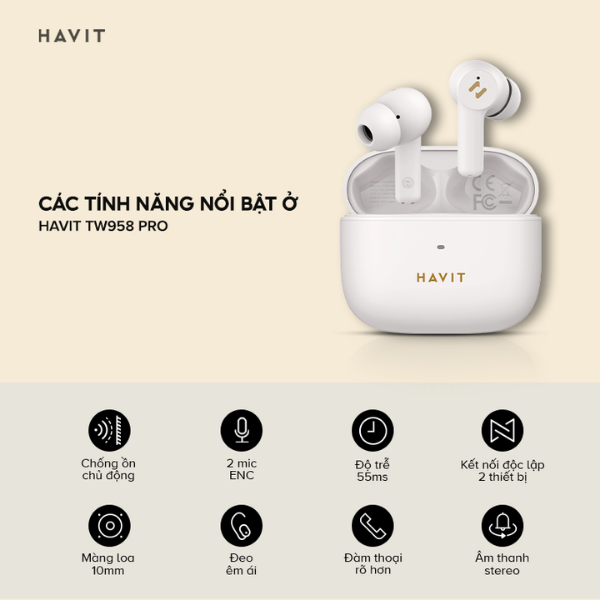 HAVIT
CÁC TÍNH NĂNG NỔI BẬT Ở
HAVIT TW958 PRO
CE
FC
HAVIT
Chống ồn
chủ động
2 mic
ENC
Độ trễ
55ms
Kết nối độc lập
2 thiết bị
Màng loa
10mm
Đeo
êm ái
Đàm thoại
rõ hơn
Âm thanh
stereo